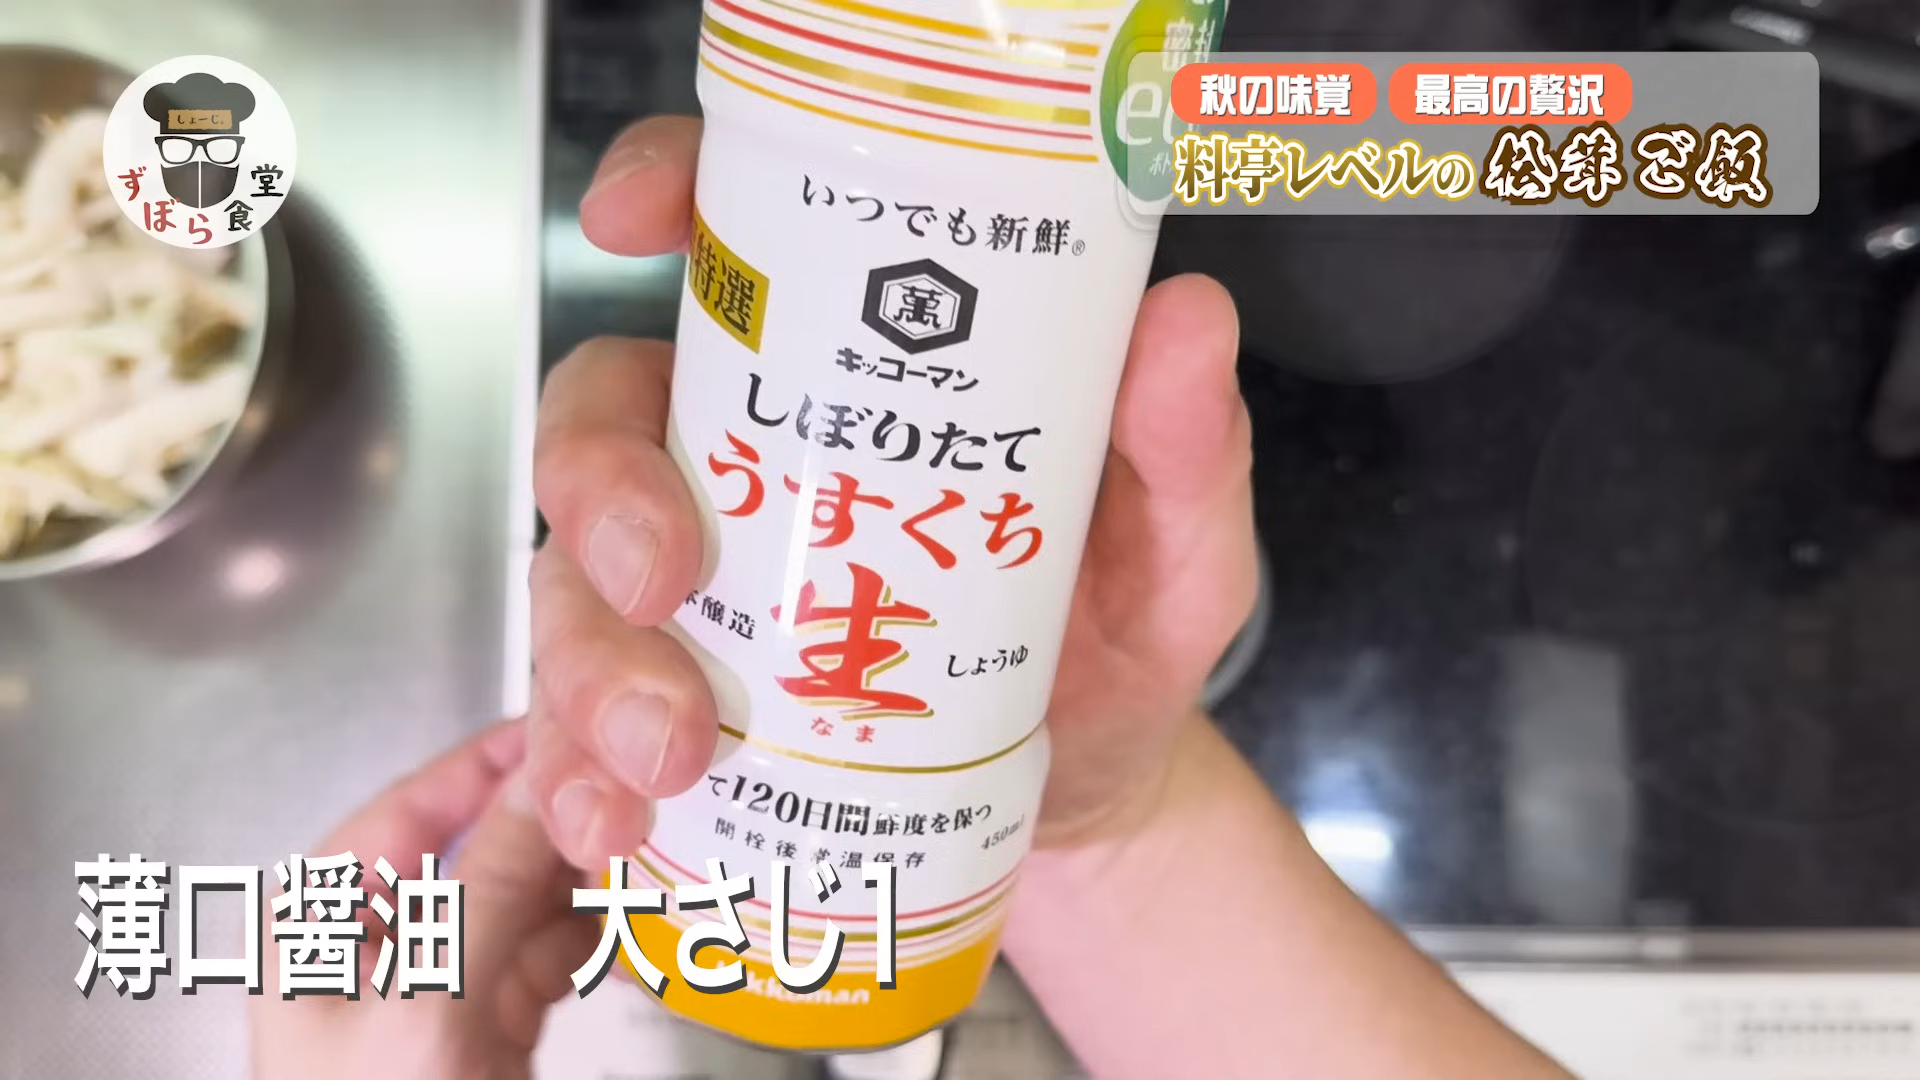 しょーじ。
ずぼら食堂
秋の味覚 最高の贅沢
料亭レベルの松茸ご飯
密封
いつでも新鮮®
特選
萬
キッコーマン
しぼりたて
うすくち
生
なま
醸造
しょうゆ
て120日間鮮度を保つ
開栓後常温保存
450ml
薄口醤油 大さじ1
kikkoman